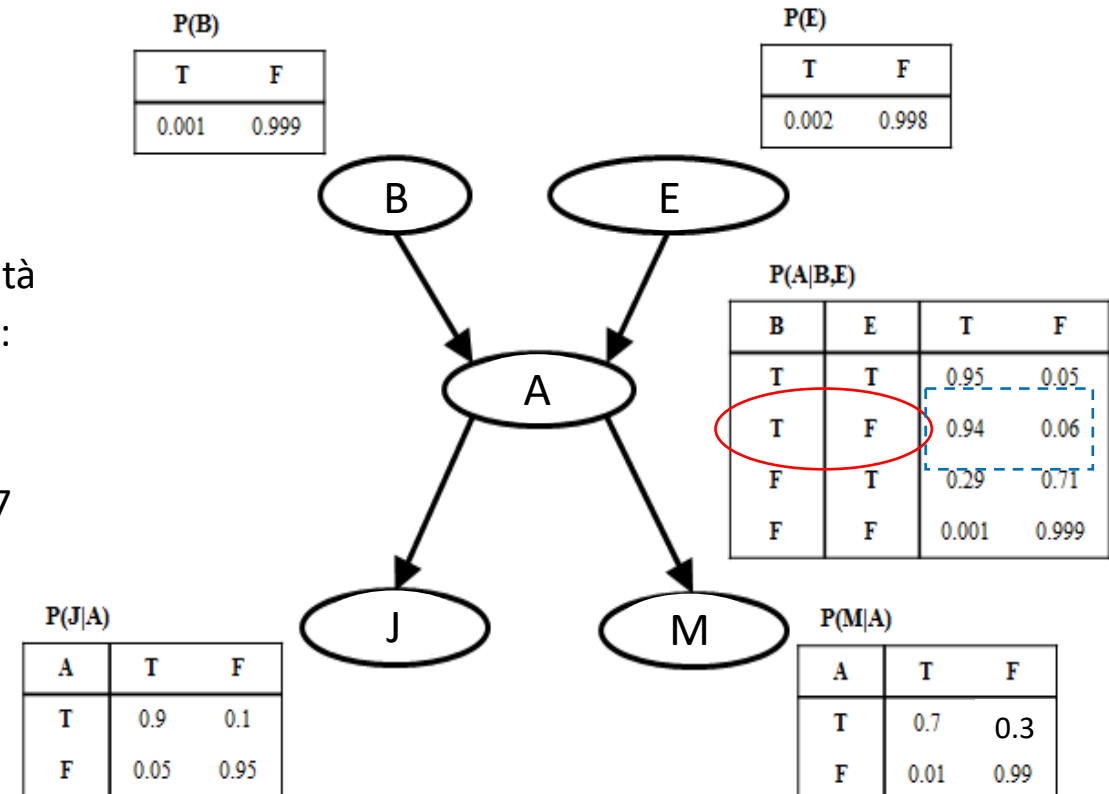 P(B)
T F
0.001 0.999
P(E)
T F
0.002 0.998
B
E
tà
:
P(A|B,E)
B E T F
T T 0.95 0.05
A
T F 0.94 0.06
F T 0.29 0.71
7
F F 0.001 0.999
J
M
P(J|A)
A T F
T 0.9 0.1
F 0.05 0.95
P(M|A)
A T F
T 0.7 0.3
F 0.01 0.99